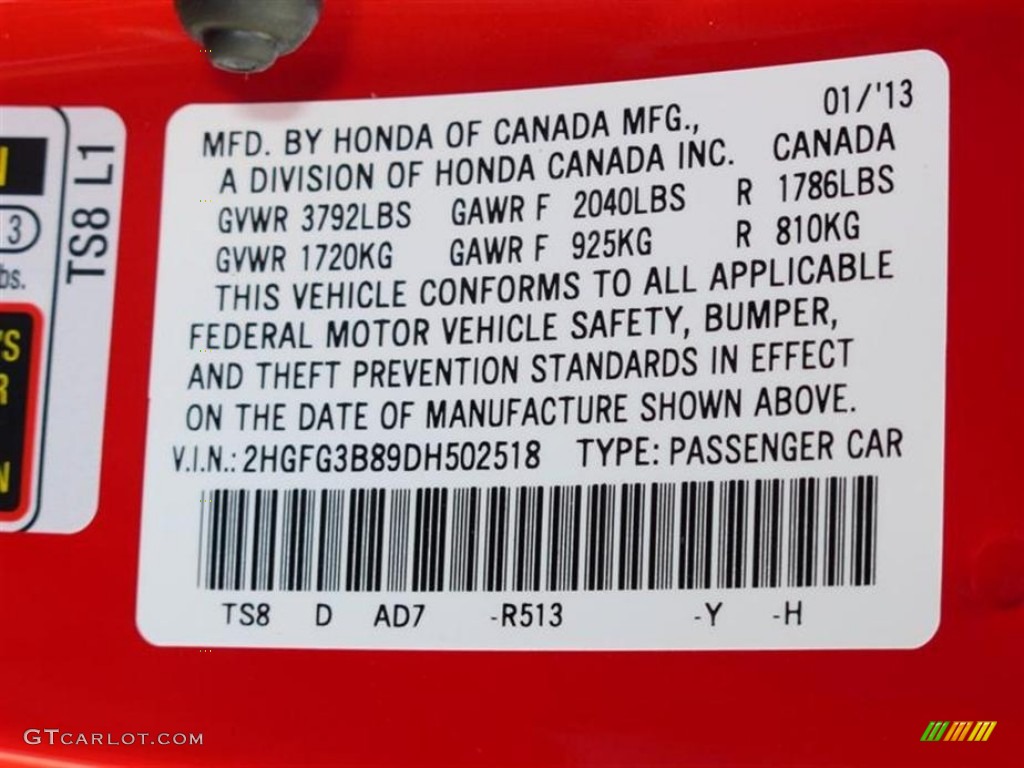 01/'13
MFD. BY HONDA OF CANADA MFG.,
A DIVISION OF HONDA CANADA INC. CANADA
GVWR 3792LBS GAWR F 2040LBS R 1786LBS
GVWR 1720KG GAWR F 925KG R 810KG
THIS VEHICLE CONFORMS TO ALL APPLICABLE
FEDERAL MOTOR VEHICLE SAFETY, BUMPER,
AND THEFT PREVENTION STANDARDS IN EFFECT
ON THE DATE OF MANUFACTURE SHOWN ABOVE.
V.I.N.: 2HGFG3B89DH502518 TYPE: PASSENGER CAR
TS8 D AD7 -R513 -Y -H
TS8 L1
3
bs.
GTCARLOT.COM